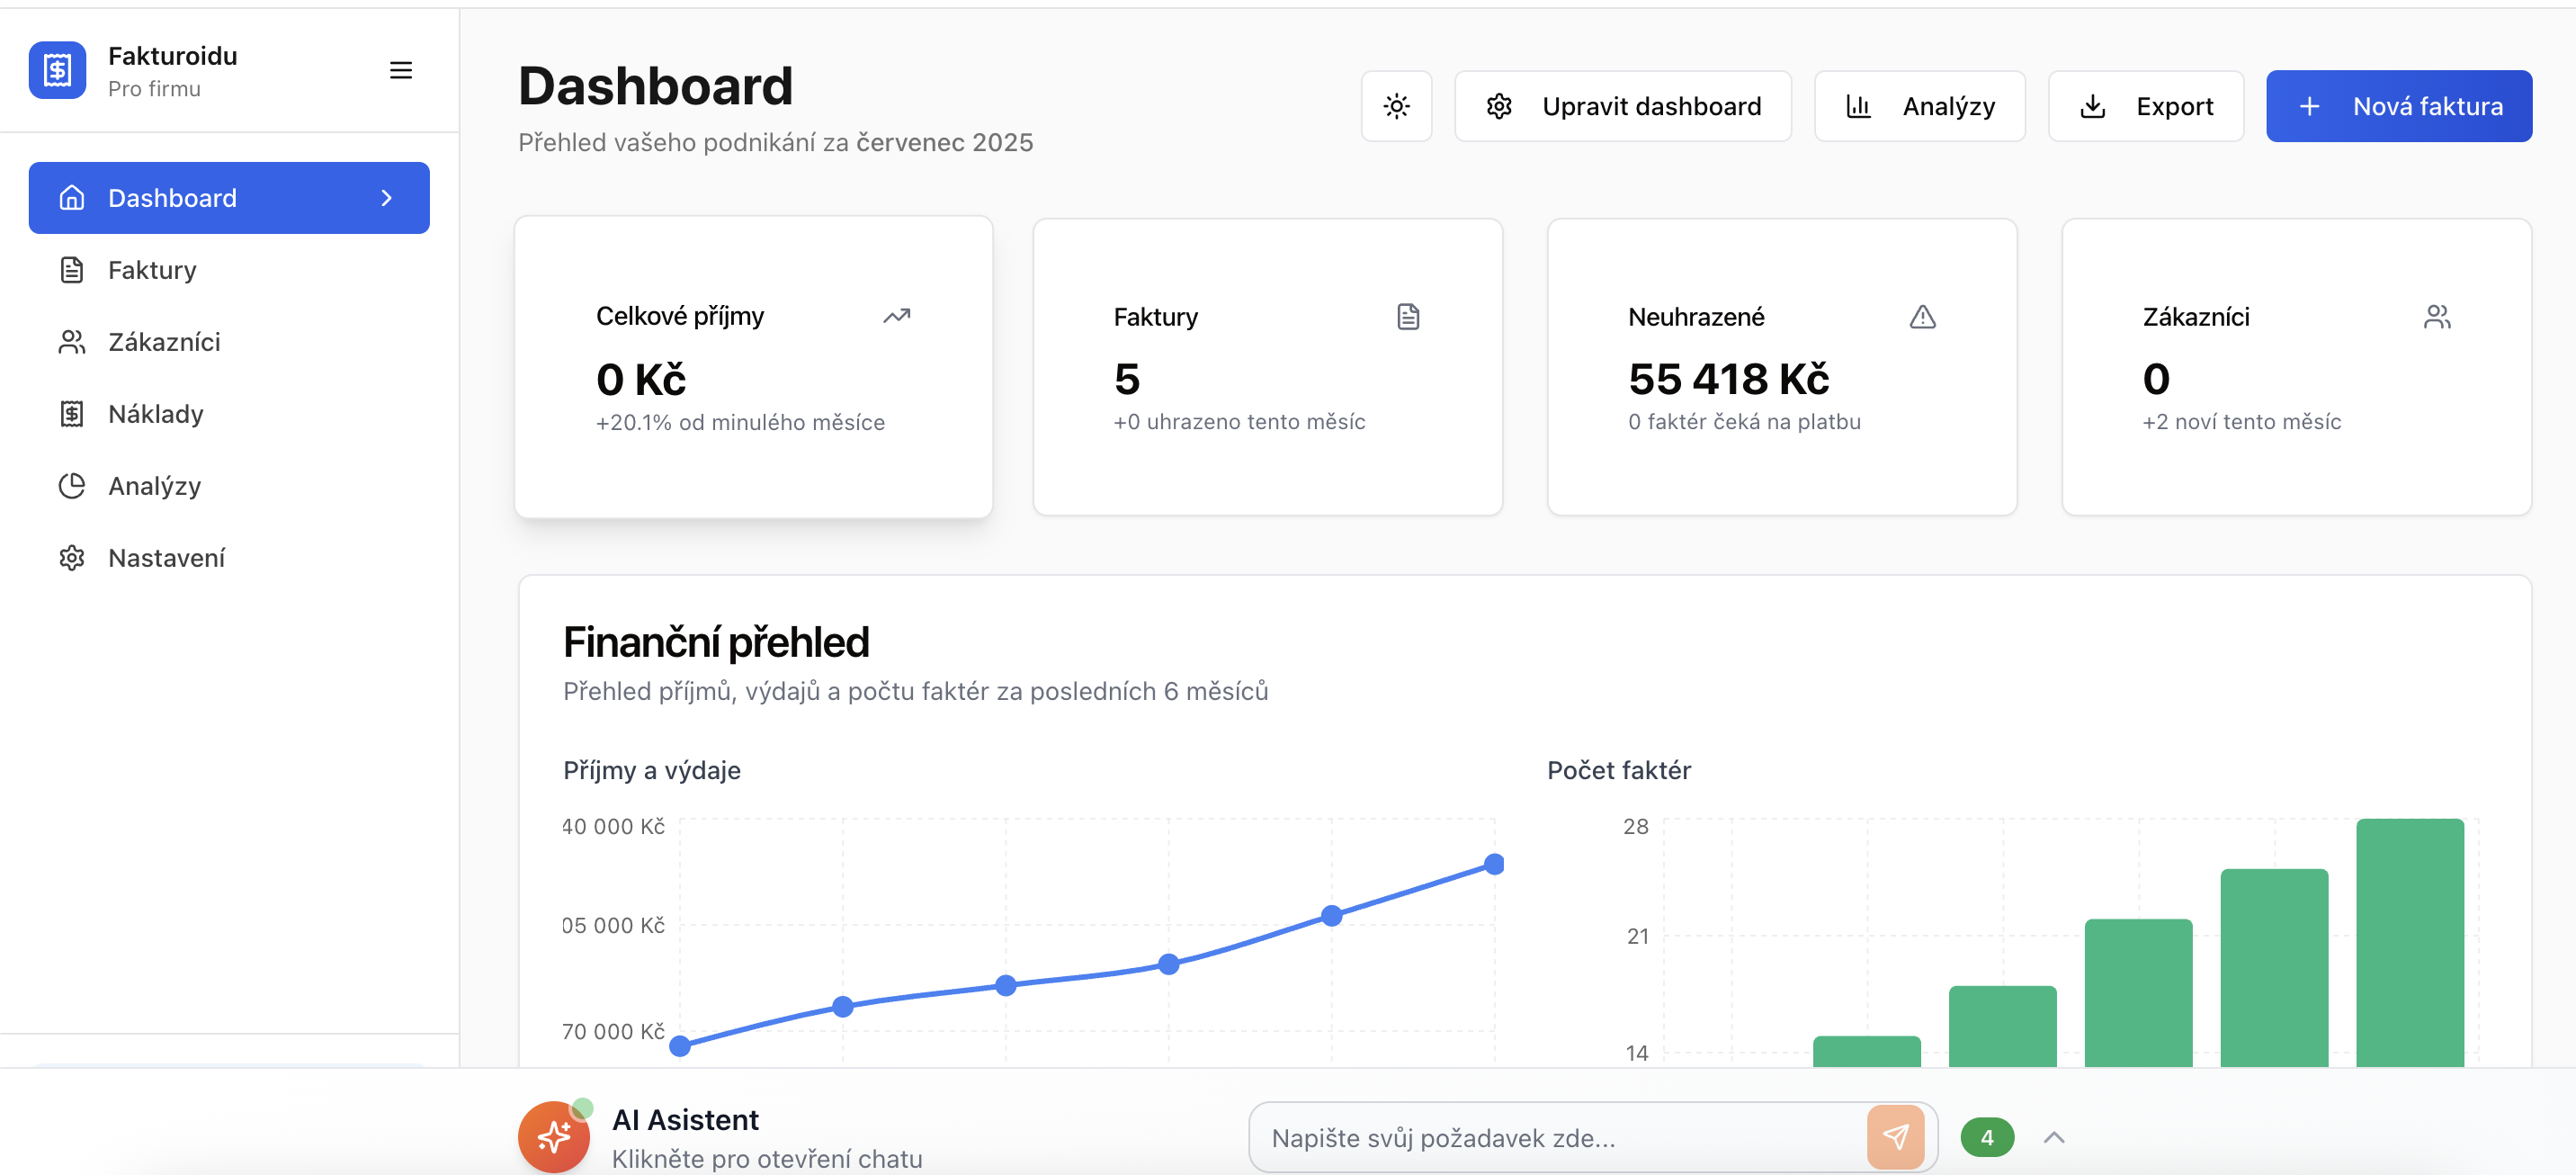 Fakturoidu
Pro firmu
Dashboard
Faktury
Zákazníci
Náklady
Analýzy
Nastavení
Dashboard
Přehled vašeho podnikání za červenec 2025
Upravit dashboard
Analýzy
Export
Nová faktura
Celkové příjmy
0 Kč
+20.1% od minulého měsíce
Faktury
5
+0 uhrazeno tento měsíc
Neuhrazené
55 418 Kč
0 faktér čeká na platbu
Zákazníci
0
+2 noví tento měsíc
Finanční přehled
Přehled příjmů, výdajů a počtu faktér za posledních 6 měsíců
Příjmy a výdaje
40 000 Kč
05 000 Kč
70 000 Kč
Počet faktér
28
21
14
AI Asistent
Klikněte pro otevření chatu
Napište svůj požadavek zde...
4